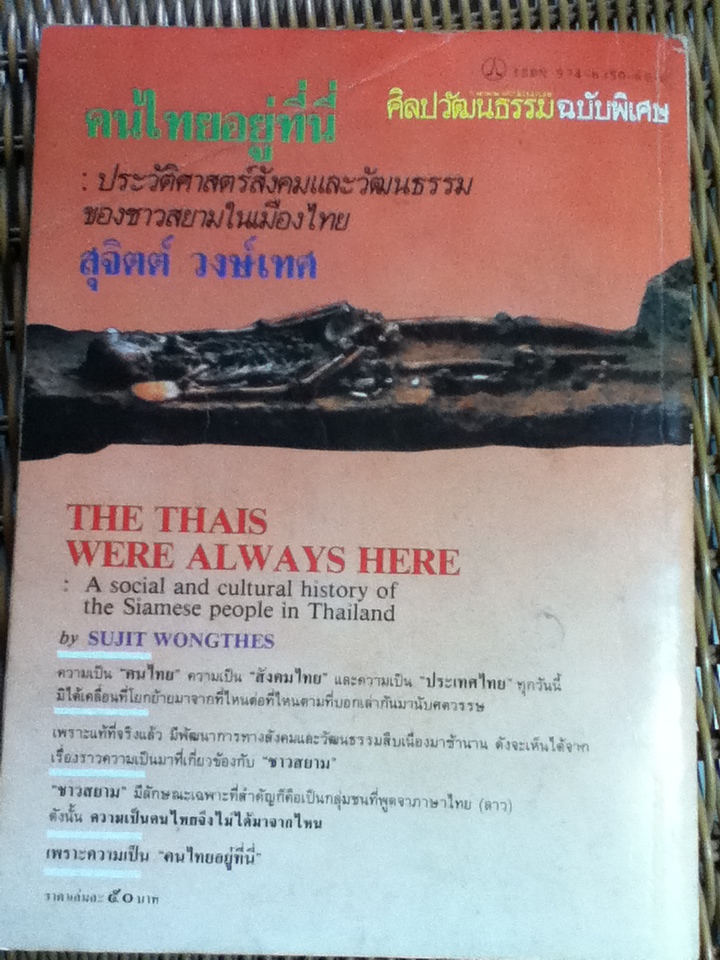 ISBN 974-8350-
คนไทยอยู่ที่นี่
ศิลปวัฒนธรรม ฉบับพิเศษ
: ประวัติศาสตร์สังคมและวัฒนธรรม
ของชาวสยามในเมืองไทย
สุจิตต์ วงษ์เทศ
THE THAIS
WERE ALWAYS HERE
: A social and cultural history of
the Siamese people in Thailand
by SUJIT WONGTHES
ความเป็น "คนไทย" ความเป็น "สังคมไทย" และความเป็น "ประเทศไทย" ทุกวันนี้
มิได้เคลื่อนที่โยกย้ายมาจากที่ไหนต่อที่ไหนตามที่บอกเล่ากันมานับศตวรรษ
เพราะแท้ที่จริงแล้ว มีพัฒนาการทางสังคมและวัฒนธรรมสืบเนื่องมาช้านาน ดังจะเห็นได้จาก
เรื่องราวความเป็นมาที่เกี่ยวข้องกับ "ชาวสยาม"
"ชาวสยาม" มีลักษณะเฉพาะที่สำคัญก็คือเป็นกลุ่มชนที่พูดจาภาษาไทย (ลาว)
ดังนั้น ความเป็นคนไทยจึงไม่ได้มาจากไหน
เพราะความเป็น "คนไทยอยู่ที่นี่"
ราคาเล่มละ ๕๐ บาท